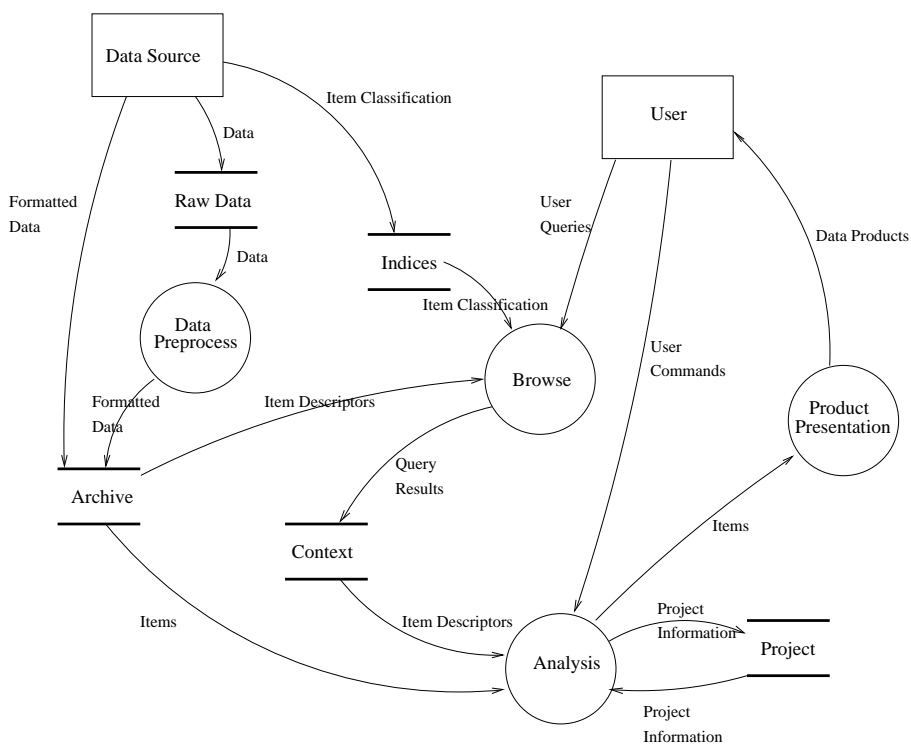 Data Source
Item Classification
User
Data
Formatted
Data
Raw Data
User
Queries
Data Products
Data
Indices
Item Classification
Data
Preprocess
User
Commands
Browse
Formatted
Data
Item Descriptors
Product
Presentation
Query
Results
Archive
Items
Context
Items
Item Descriptors
Project
Information
Analysis
Project
Project
Information